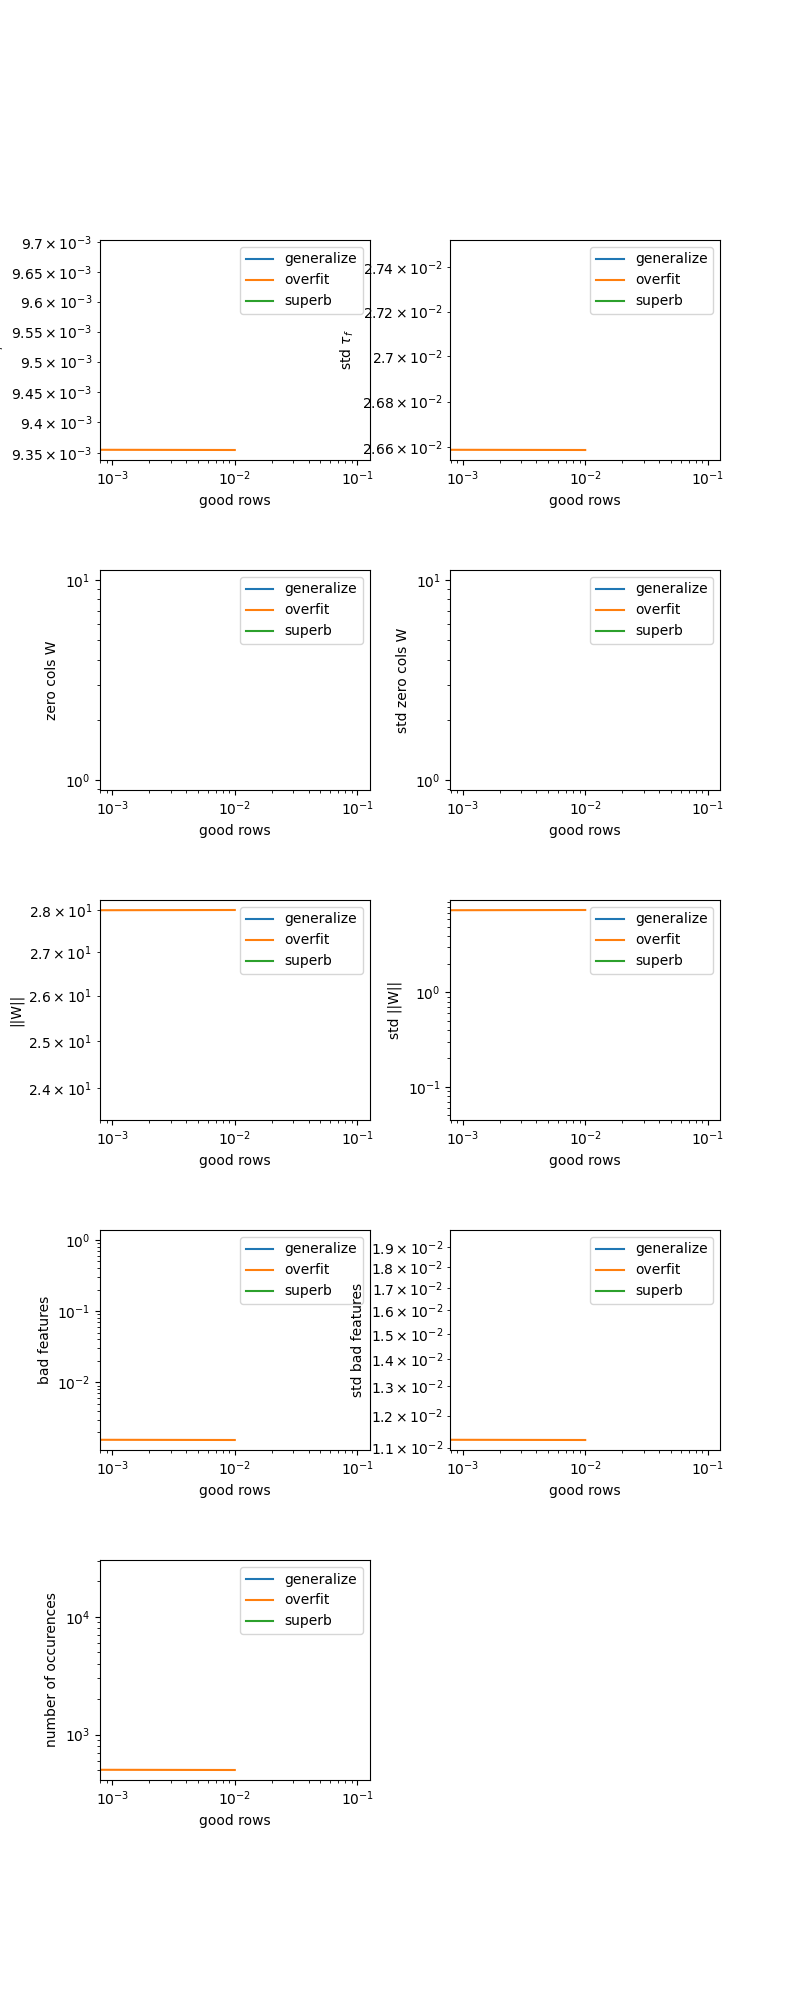 9.7 × 10⁻³
9.65 × 10⁻³
9.6 × 10⁻³
9.55 × 10⁻³
9.5 × 10⁻³
9.45 × 10⁻³
9.4 × 10⁻³
9.35 × 10⁻³
generalize
overfit
superb
10⁻³ 10⁻² 10⁻¹
good rows
std τ_f
2.74 × 10⁻²
2.72 × 10⁻²
2.7 × 10⁻²
2.68 × 10⁻²
2.66 × 10⁻²
generalize
overfit
superb
10⁻³ 10⁻² 10⁻¹
good rows
zero cols W
10¹
10⁰
generalize
overfit
superb
10⁻³ 10⁻² 10⁻¹
good rows
std zero cols W
10¹
10⁰
generalize
overfit
superb
10⁻³ 10⁻² 10⁻¹
good rows
||W||
2.8 × 10¹
2.7 × 10¹
2.6 × 10¹
2.5 × 10¹
2.4 × 10¹
generalize
overfit
superb
10⁻³ 10⁻² 10⁻¹
good rows
std ||W||
10⁰
10⁻¹
generalize
overfit
superb
10⁻³ 10⁻² 10⁻¹
good rows
bad features
10⁰
10⁻¹
10⁻²
generalize
overfit
superb
10⁻³ 10⁻² 10⁻¹
good rows
std bad features
1.9 × 10⁻²
1.8 × 10⁻²
1.7 × 10⁻²
1.6 × 10⁻²
1.5 × 10⁻²
1.4 × 10⁻²
1.3 × 10⁻²
1.2 × 10⁻²
1.1 × 10⁻²
generalize
overfit
superb
10⁻³ 10⁻² 10⁻¹
good rows
number of occurences
10⁴
10³
generalize
overfit
superb
10⁻³ 10⁻² 10⁻¹
good rows